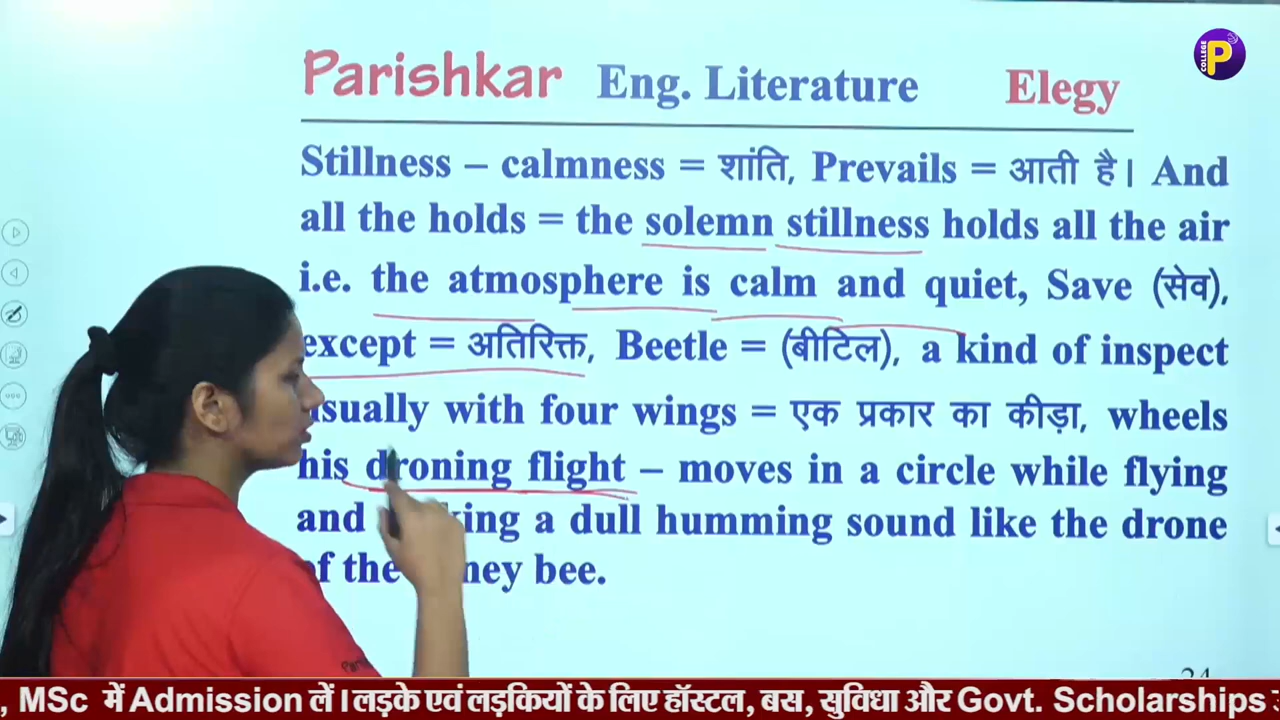 Parishkar Eng. Literature Elegy
COLLEGE P
Stillness – calmness = शांति, Prevails = आती है। And
all the holds = the solemn stillness holds all the air
i.e. the atmosphere is calm and quiet, Save (सेव),
except = अतिरिक्त, Beetle = (बीटिल), a kind of inspect
usually with four wings = एक प्रकार का कीड़ा, wheels
his droning flight – moves in a circle while flying
and a dull humming sound like the drone
of the bee.
, MSc में Admission लें।लड़के एवं लड़कियों के लिए हॉस्टल, बस, सुविधा और Govt. Scholarships